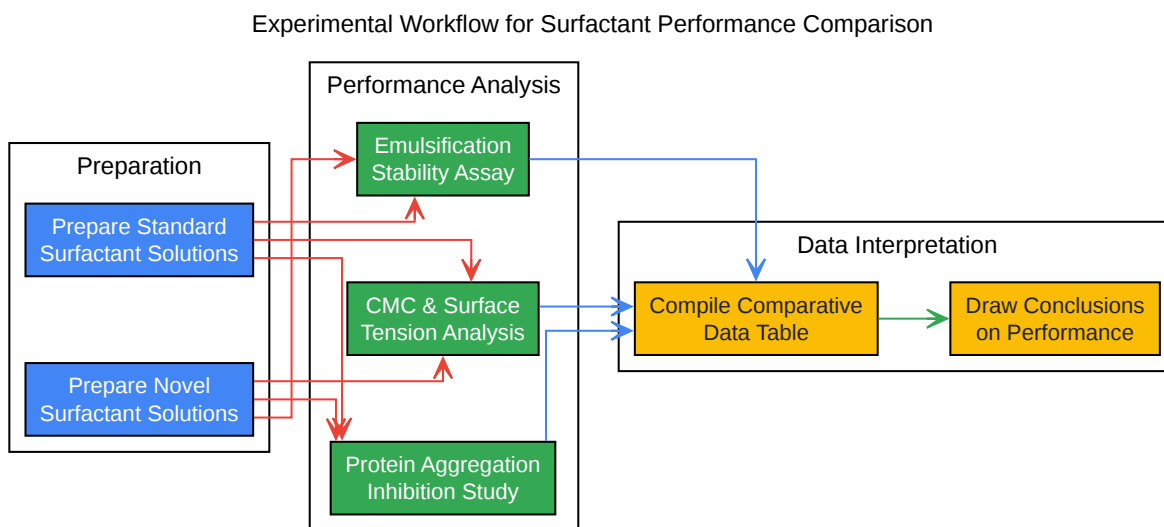 Experimental Workflow for Surfactant Performance Comparison
Preparation
Prepare Standard
Surfactant Solutions
Prepare Novel
Surfactant Solutions
Performance Analysis
Emulsification
Stability Assay
CMC & Surface
Tension Analysis
Protein Aggregation
Inhibition Study
Data Interpretation
Compile Comparative
Data Table
Draw Conclusions
on Performance